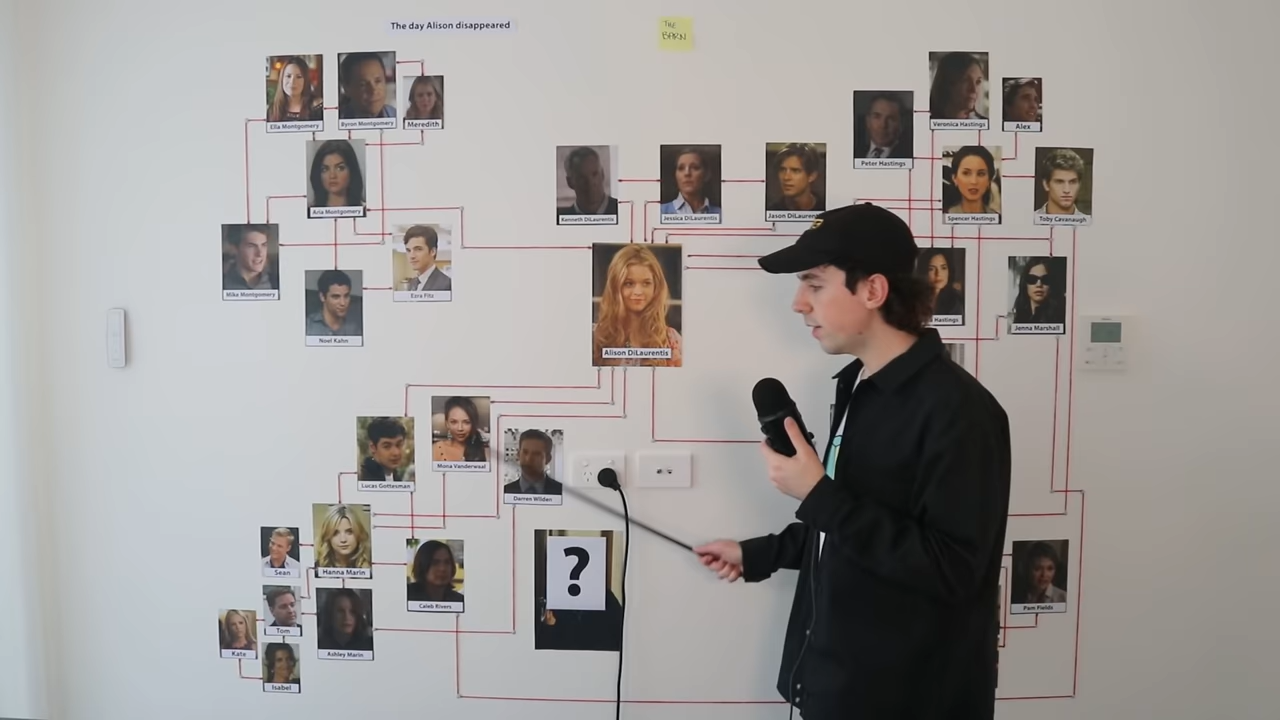 The day Alison disappeared
THE
BARN
Ella Montgomery
Byron Montgomery
Meredith
Veronica Hastings
Alex
Peter Hastings
Aria Montgomery
Kenneth DiLaurentis
Jessica DiLaurentis
Jason DiLauren
Spencer Hastings
Toby Cavanaugh
Mike Montgomery
Ezra Fitz
Noel Kahn
Hastings
Jenna Marshall
Alison DiLaurentis
Mona Vanderwaal
Lucas Gottesman
Darren Wilden
Sean
Hanna Marin
?
Caleb Rivers
Pam Fields
Tom
Kate
Ashley Marin
Isabel